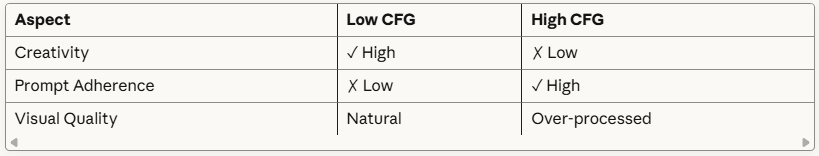 Aspect Low CFG High CFG
Creativity ✓ High ✗ Low
Prompt Adherence ✗ Low ✓ High
Visual Quality Natural Over-processed